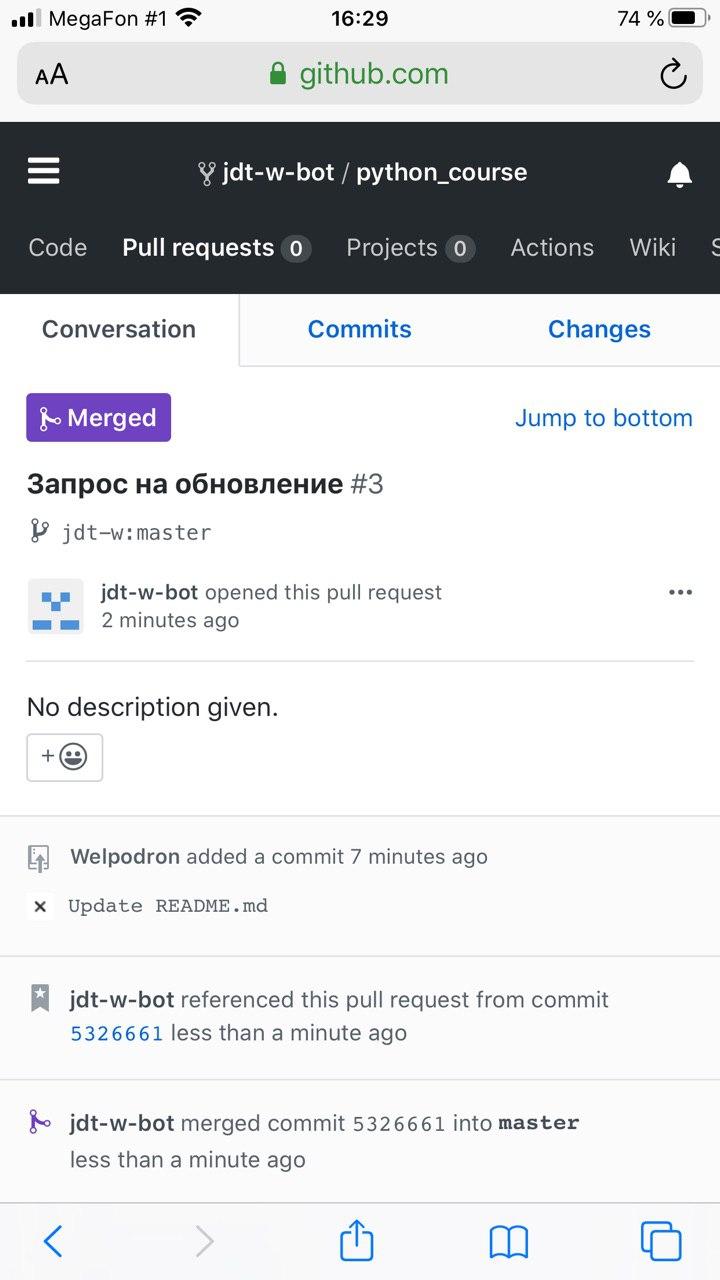 MegaFon #1 16:29 74 %
AA github.com
jdt-w-bot / python_course
Code Pull requests 0 Projects 0 Actions Wiki S
Conversation Commits Changes
Merged Jump to bottom
Запрос на обновление #3
jdt-w:master
jdt-w-bot opened this pull request
2 minutes ago
No description given.
+
Welpodron added a commit 7 minutes ago
Update README.md
jdt-w-bot referenced this pull request from commit
5326661 less than a minute ago
jdt-w-bot merged commit 5326661 into master
less than a minute ago